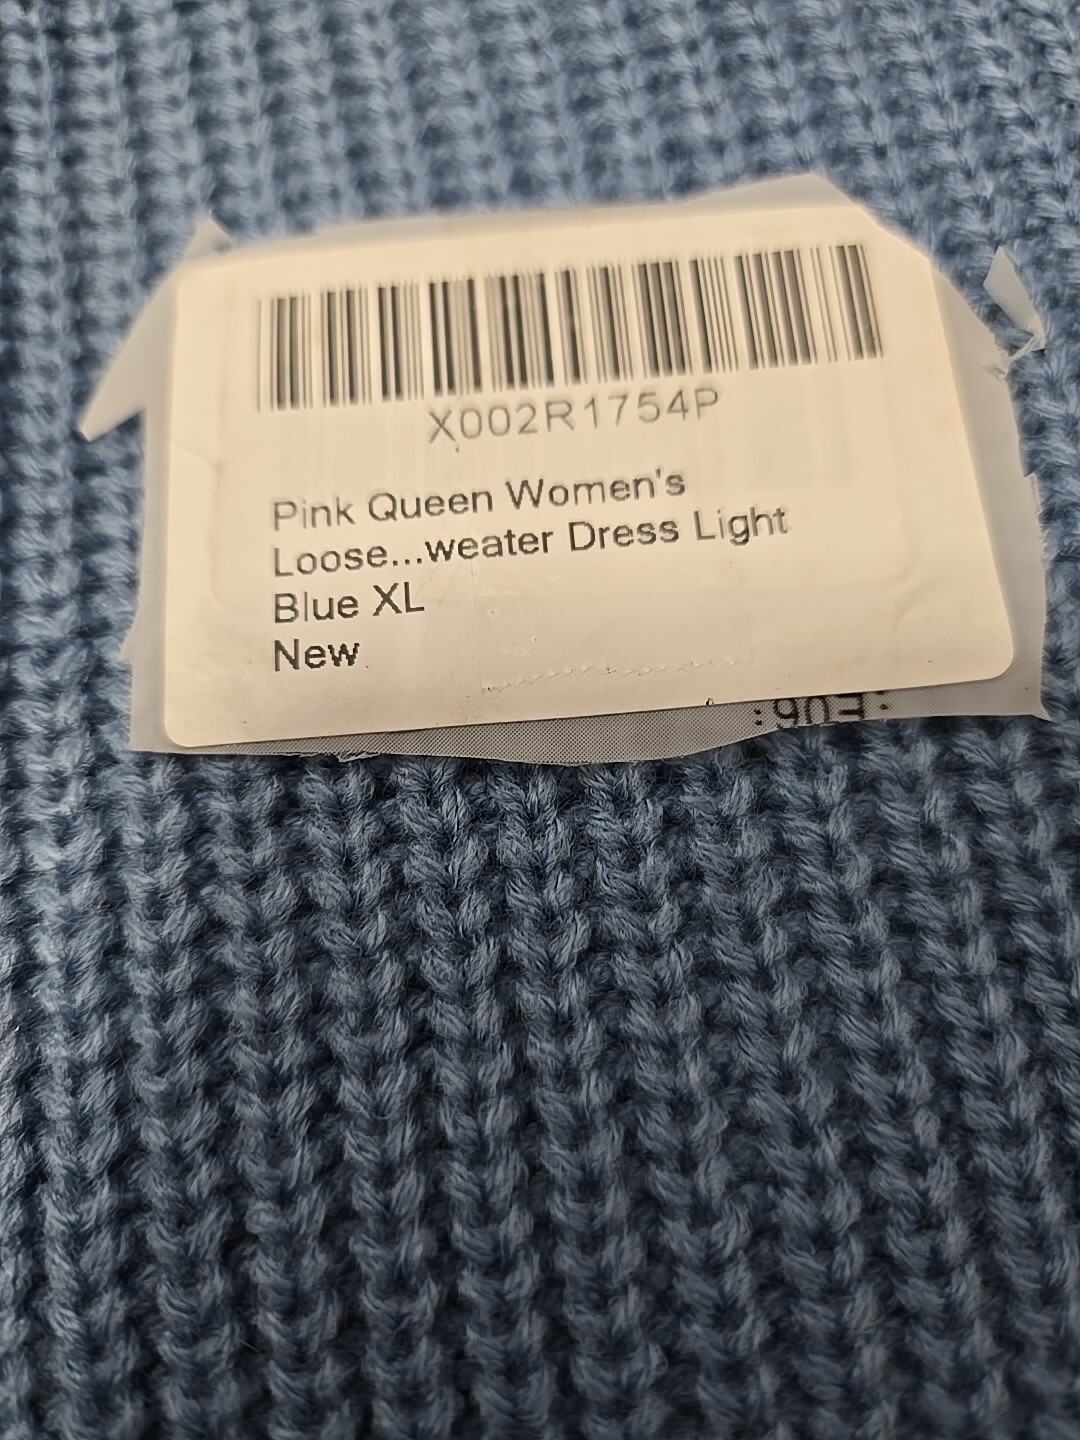 X002R1754P
Pink Queen Women's
Loose...weater Dress Light
Blue XL
New